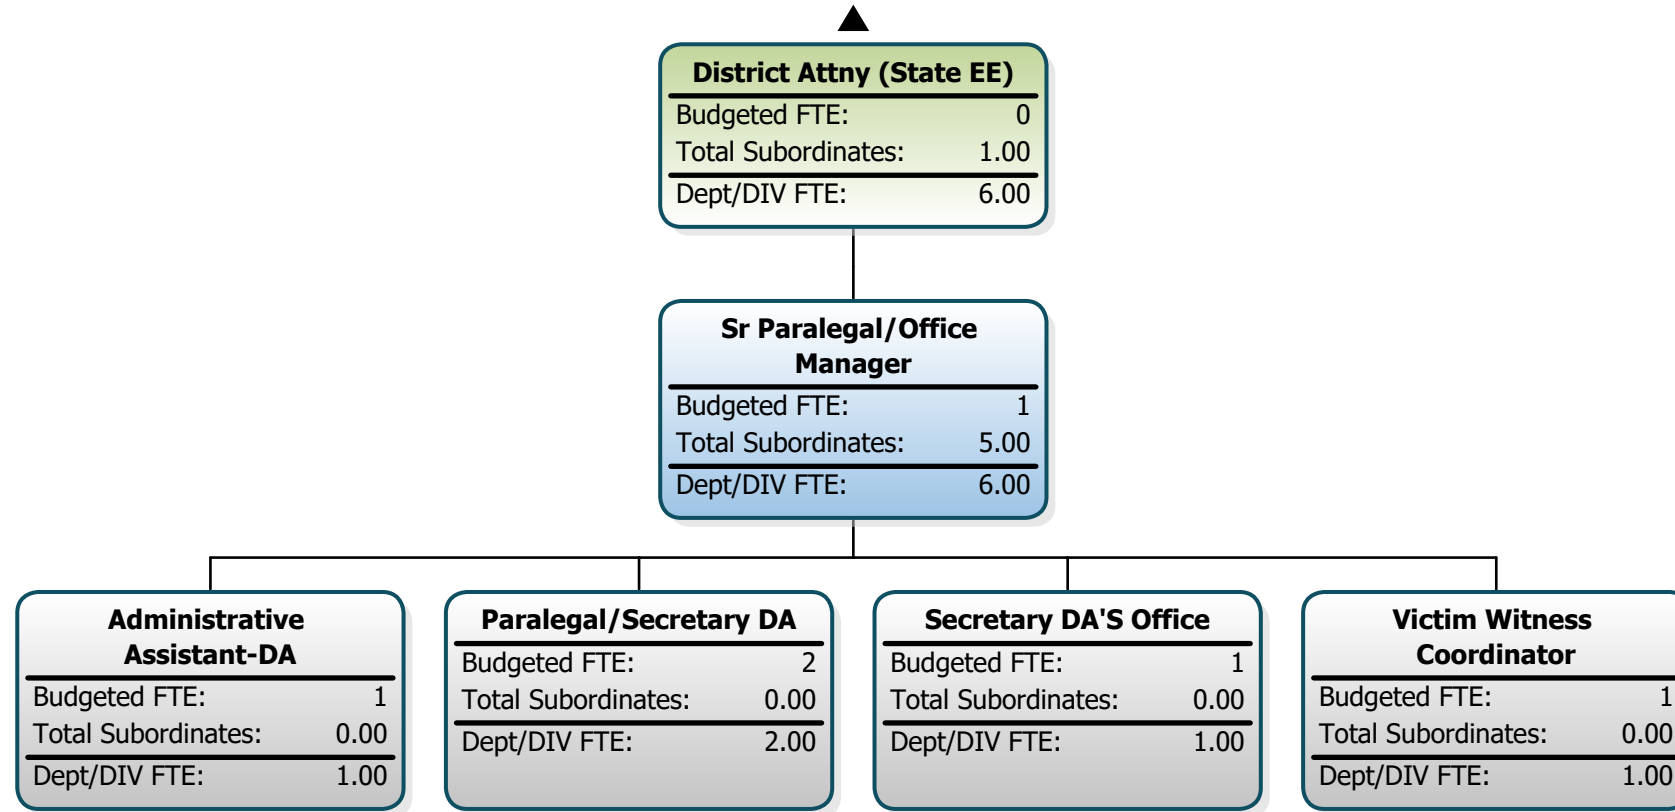 District Attny (State EE)
Budgeted FTE: 0
Total Subordinates: 1.00
Dept/DIV FTE: 6.00
Sr Paralegal/Office
Manager
Budgeted FTE: 1
Total Subordinates: 5.00
Dept/DIV FTE: 6.00
Administrative
Assistant-DA
Budgeted FTE: 1
Total Subordinates: 0.00
Dept/DIV FTE: 1.00
Paralegal/Secretary DA
Budgeted FTE: 2
Total Subordinates: 0.00
Dept/DIV FTE: 2.00
Secretary DA'S Office
Budgeted FTE: 1
Total Subordinates: 0.00
Dept/DIV FTE: 1.00
Victim Witness
Coordinator
Budgeted FTE: 1
Total Subordinates: 0.00
Dept/DIV FTE: 1.00